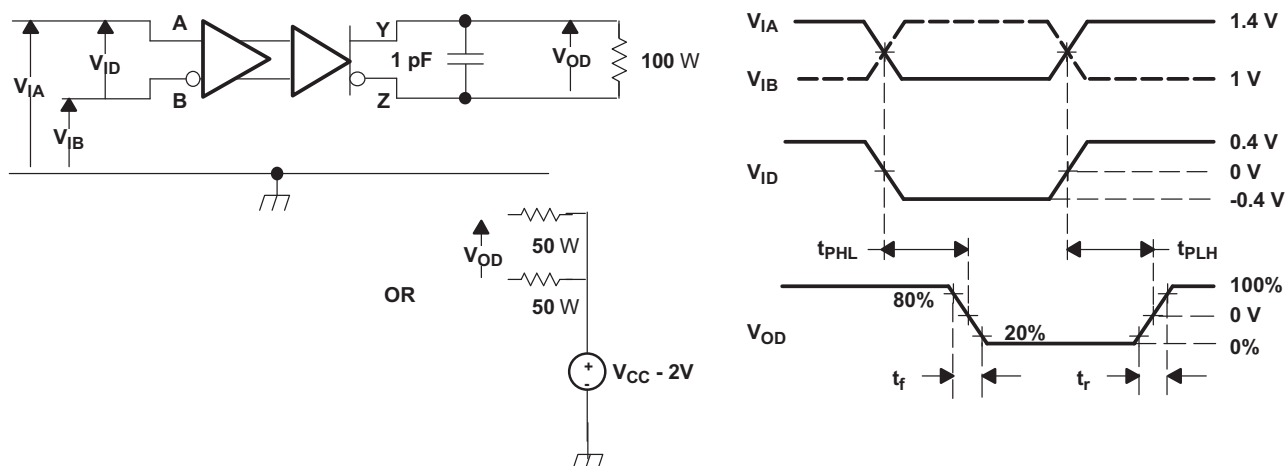 A
B
V_ID
V_IA
V_IB
Y
Z
1 pF
V_OD
100 W
V_OD
50 W
50 W
OR
V_CC - 2V
+
-
V_IA
1.4 V
V_IB
1 V
V_ID
0.4 V
0 V
-0.4 V
t_PHL
t_PLH
V_OD
80%
20%
100%
0 V
0%
t_f
t_r